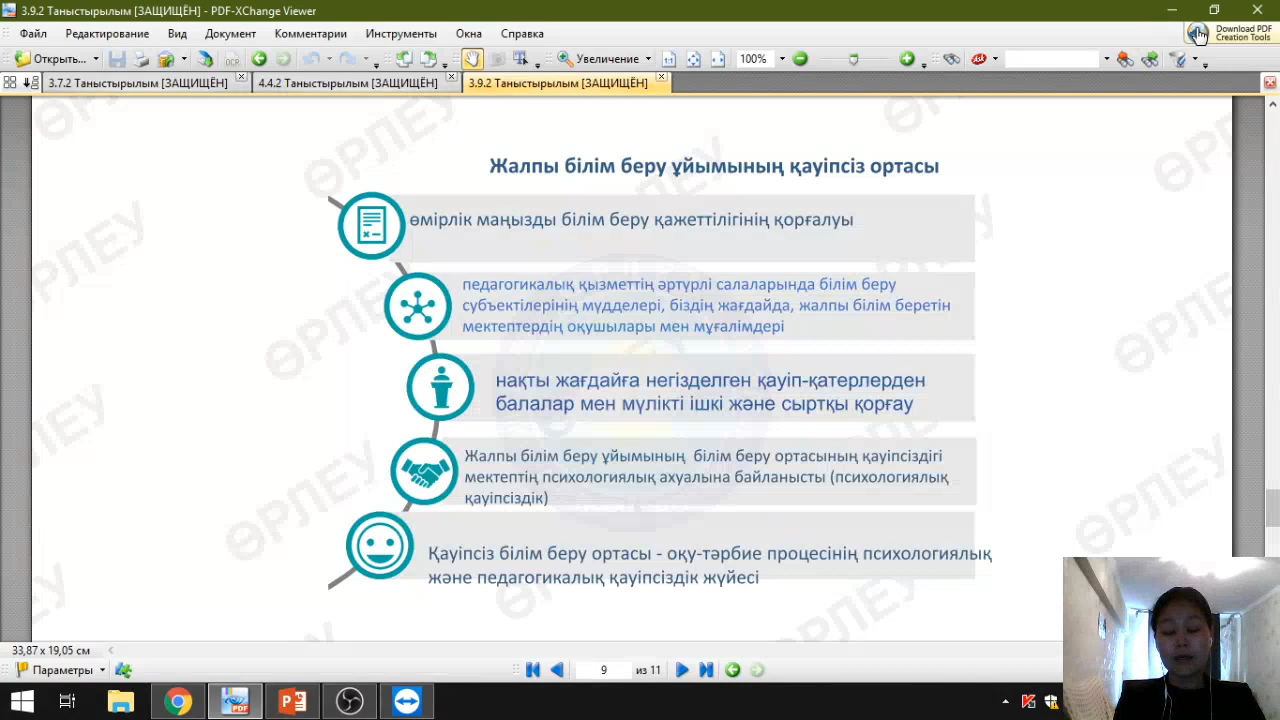 3.9.2 Таныстырылым [ЗАЩИЩЁН] - PDF-XChange Viewer
Файл Редактирование Вид Документ Комментарии Инструменты Окна Справка
Download PDF
Creation Tools
Открыть... Увеличение 100% Ask
3.7.2 Таныстырылым [ЗАЩИЩЁН] 4.4.2 Таныстырылым [ЗАЩИЩЁН] 3.9.2 Таныстырылым [ЗАЩИЩЁН]
ӨРЛЕУ
Жалпы білім беру ұйымының қауіпсіз ортасы
өмірлік маңызды білім беру қажеттілігінің қорғалуы
педагогикалық қызметтің әртүрлі салаларында білім беру
субъектілерінің мүдделері, біздің жағдайда, жалпы білім беретін
мектептердің оқушылары мен мұғалімдері
нақты жағдайға негізделген қауіп-қатерлерден
балалар мен мүлікті ішкі және сыртқы қорғау
Жалпы білім беру ұйымының білім беру ортасының қауіпсіздігі
мектептің психологиялық ахуалына байланысты (психологиялық
қауіпсіздік)
Қауіпсіз білім беру ортасы - оқу-тәрбие процесінің психологиялық
және педагогикалық қауіпсіздік жүйесі
33,87 x 19,05 см
Параметры 9 из 11